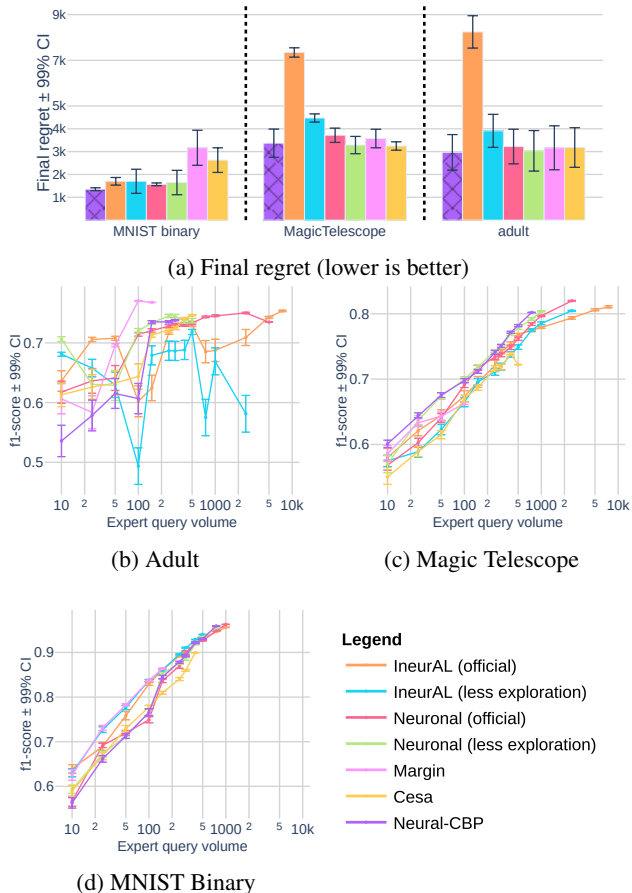 9k
7k
5k
4k
3k
2k
1k
Final regret ± 99% CI
MNIST binary
MagicTelescope
adult
(a) Final regret (lower is better)
0.7
0.6
0.5
f1-score ± 99% CI
10 2 5 100 2 5 1000 2 5 10k
Expert query volume
(b) Adult
0.8
0.7
0.6
f1-score ± 99% CI
10 2 5 100 2 5 1000 2 5 10k
Expert query volume
(c) Magic Telescope
0.9
0.8
0.7
0.6
f1-score ± 99% CI
10 2 5 100 2 5 1000 2 5 10k
Expert query volume
(d) MNIST Binary
Legend
IneurAL (official)
IneurAL (less exploration)
Neuronal (official)
Neuronal (less exploration)
Margin
Cesa
Neural-CBP